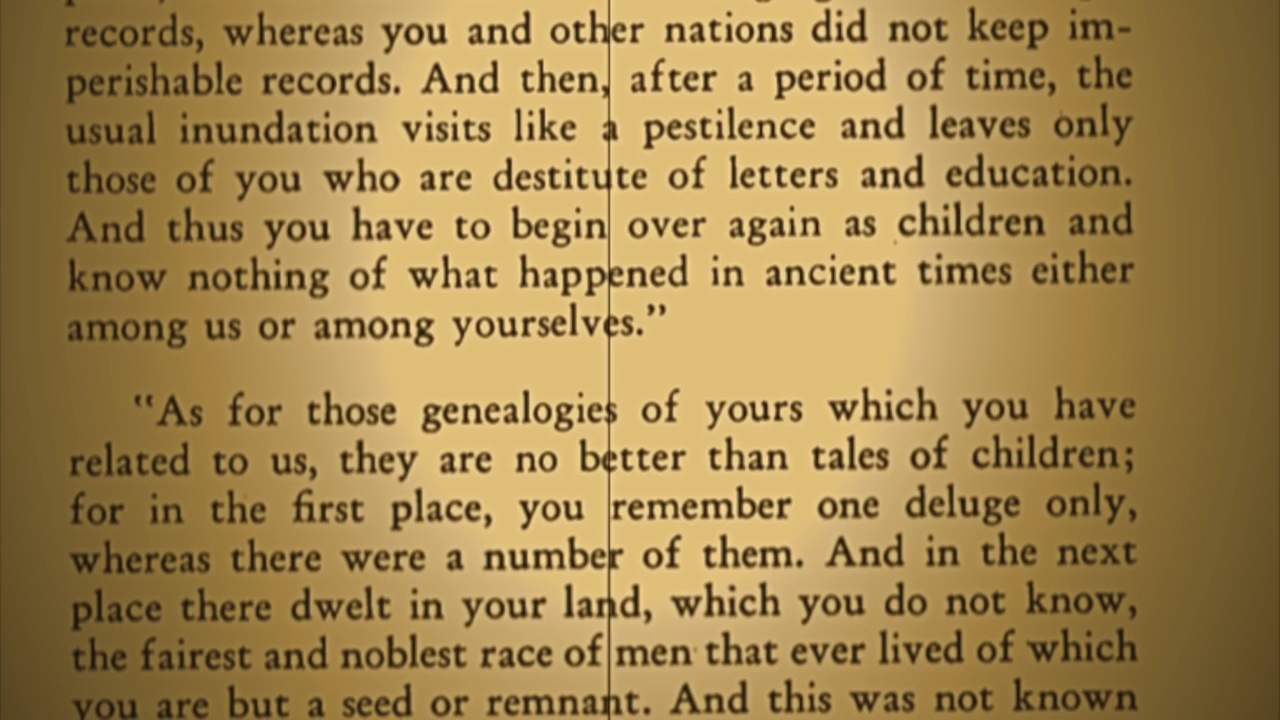 records, whereas you and other nations did not keep im-
perishable records. And then, after a period of time, the
usual inundation visits like a pestilence and leaves only
those of you who are destitute of letters and education.
And thus you have to begin over again as children and
know nothing of what happened in ancient times either
among us or among yourselves.”
“As for those genealogies of yours which you have
related to us, they are no better than tales of children;
for in the first place, you remember one deluge only,
whereas there were a number of them. And in the next
place there dwelt in your land, which you do not know,
the fairest and noblest race of men that ever lived of which
you are but a seed or remnant. And this was not known